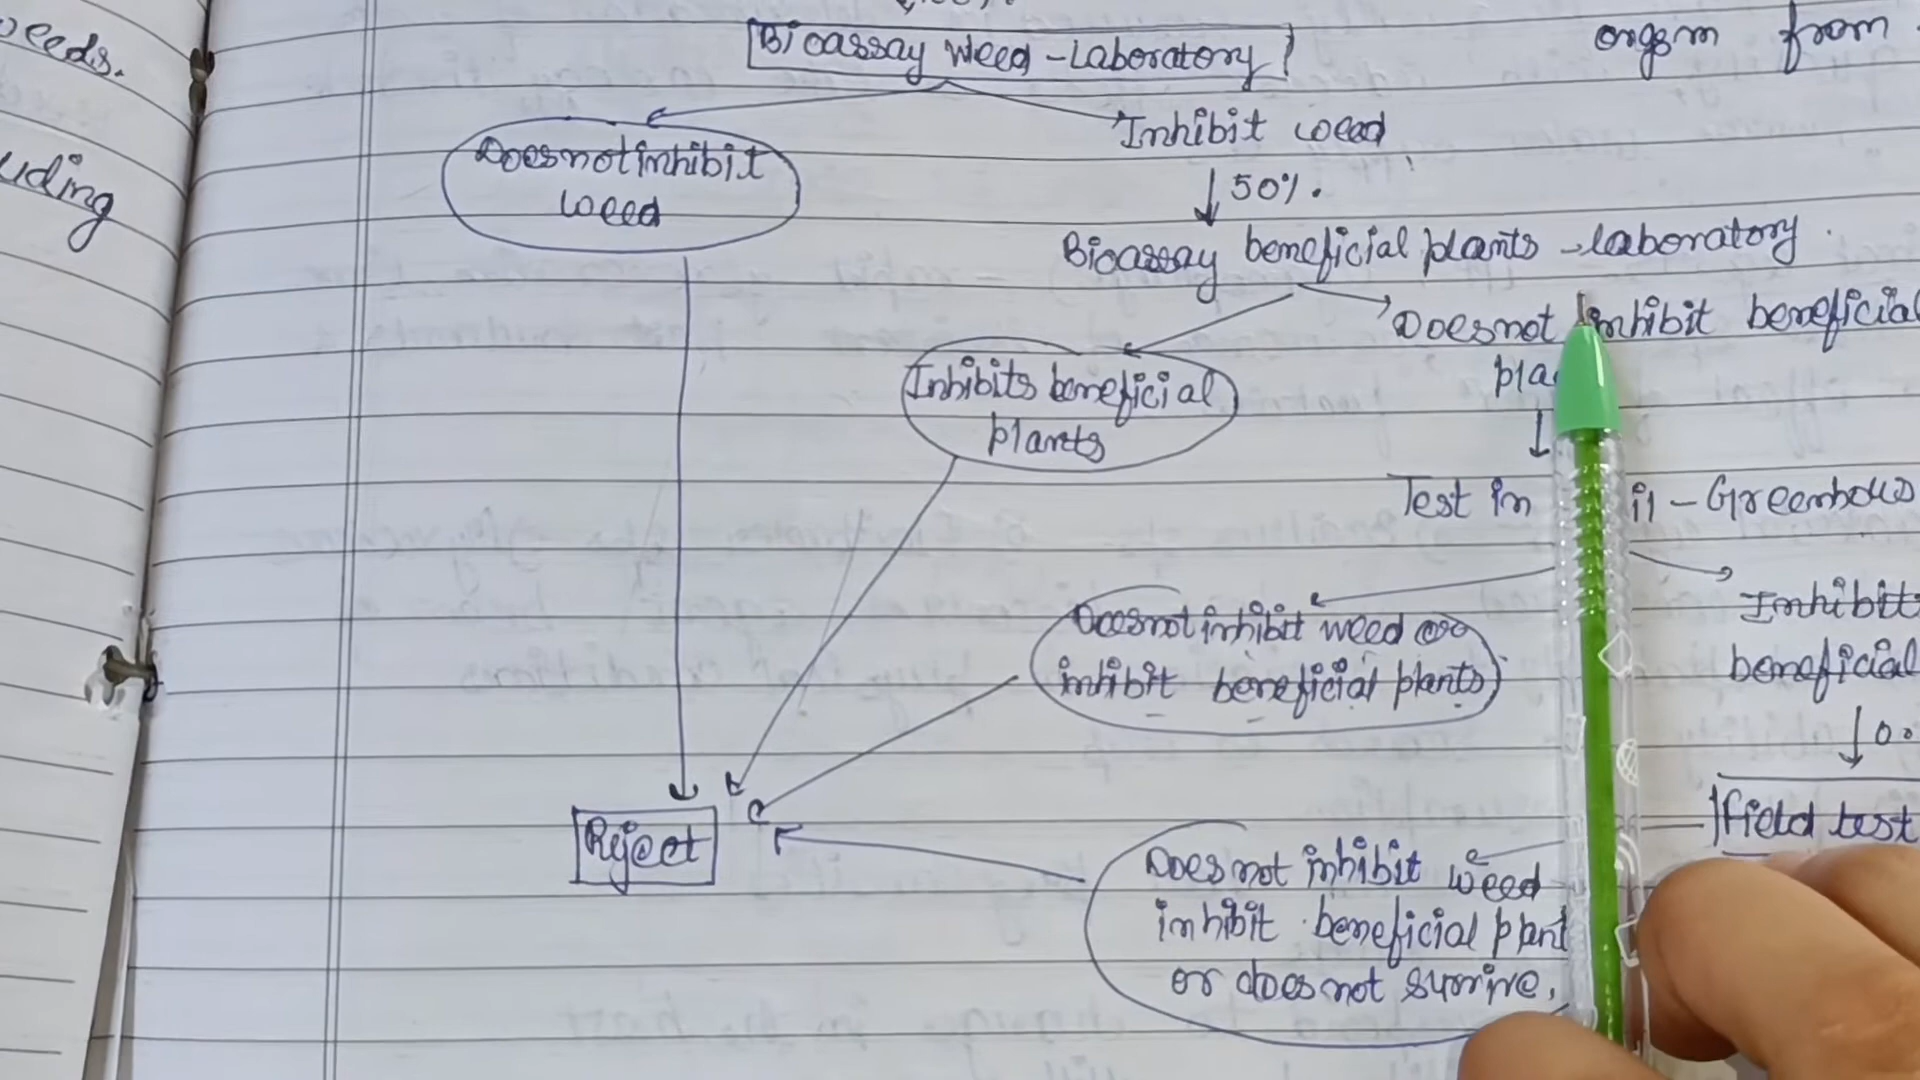 orgsm from
Bioassay Weed - Laboratory
Does not inhibit
weed
Inhibit weed
50%.
Bioassay beneficial plants - laboratory.
Does not inhibit beneficial
Inhibits beneficial
plants
Test in
- Greenhous
Does not inhibit weed or
inhibit beneficial plants
Inhibit
beneficial
Reject
field test
Does not inhibit weed
inhibit beneficial plant
or does not survive.